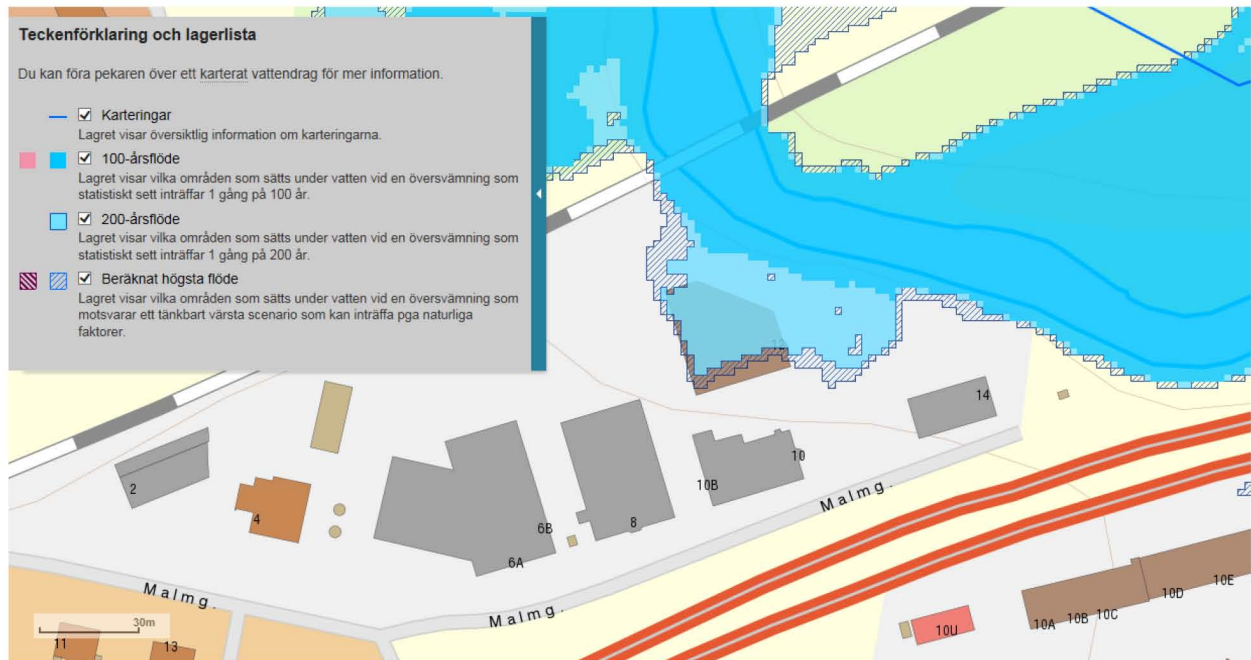 Teckenförklaring och lagerlista
Du kan föra pekaren över ett karterat vattendrag för mer information.
Karteringar
Lagret visar översiktlig information om karteringarna.
100-årsflöde
Lagret visar vilka områden som sätts under vatten vid en översvämning som
statistiskt sett inträffar 1 gång på 100 år.
200-årsflöde
Lagret visar vilka områden som sätts under vatten vid en översvämning som
statistiskt sett inträffar 1 gång på 200 år.
Beräknat högsta flöde
Lagret visar vilka områden som sätts under vatten vid en översvämning som
motsvarar ett tänkbart värsta scenario som kan inträffa pga naturliga
faktorer.
14
10
2
10B
Malmg.
4
6B
8
6A
10E
10D
Malmg.
Malmg.
10C
10B
10A
10U
30m
11
13